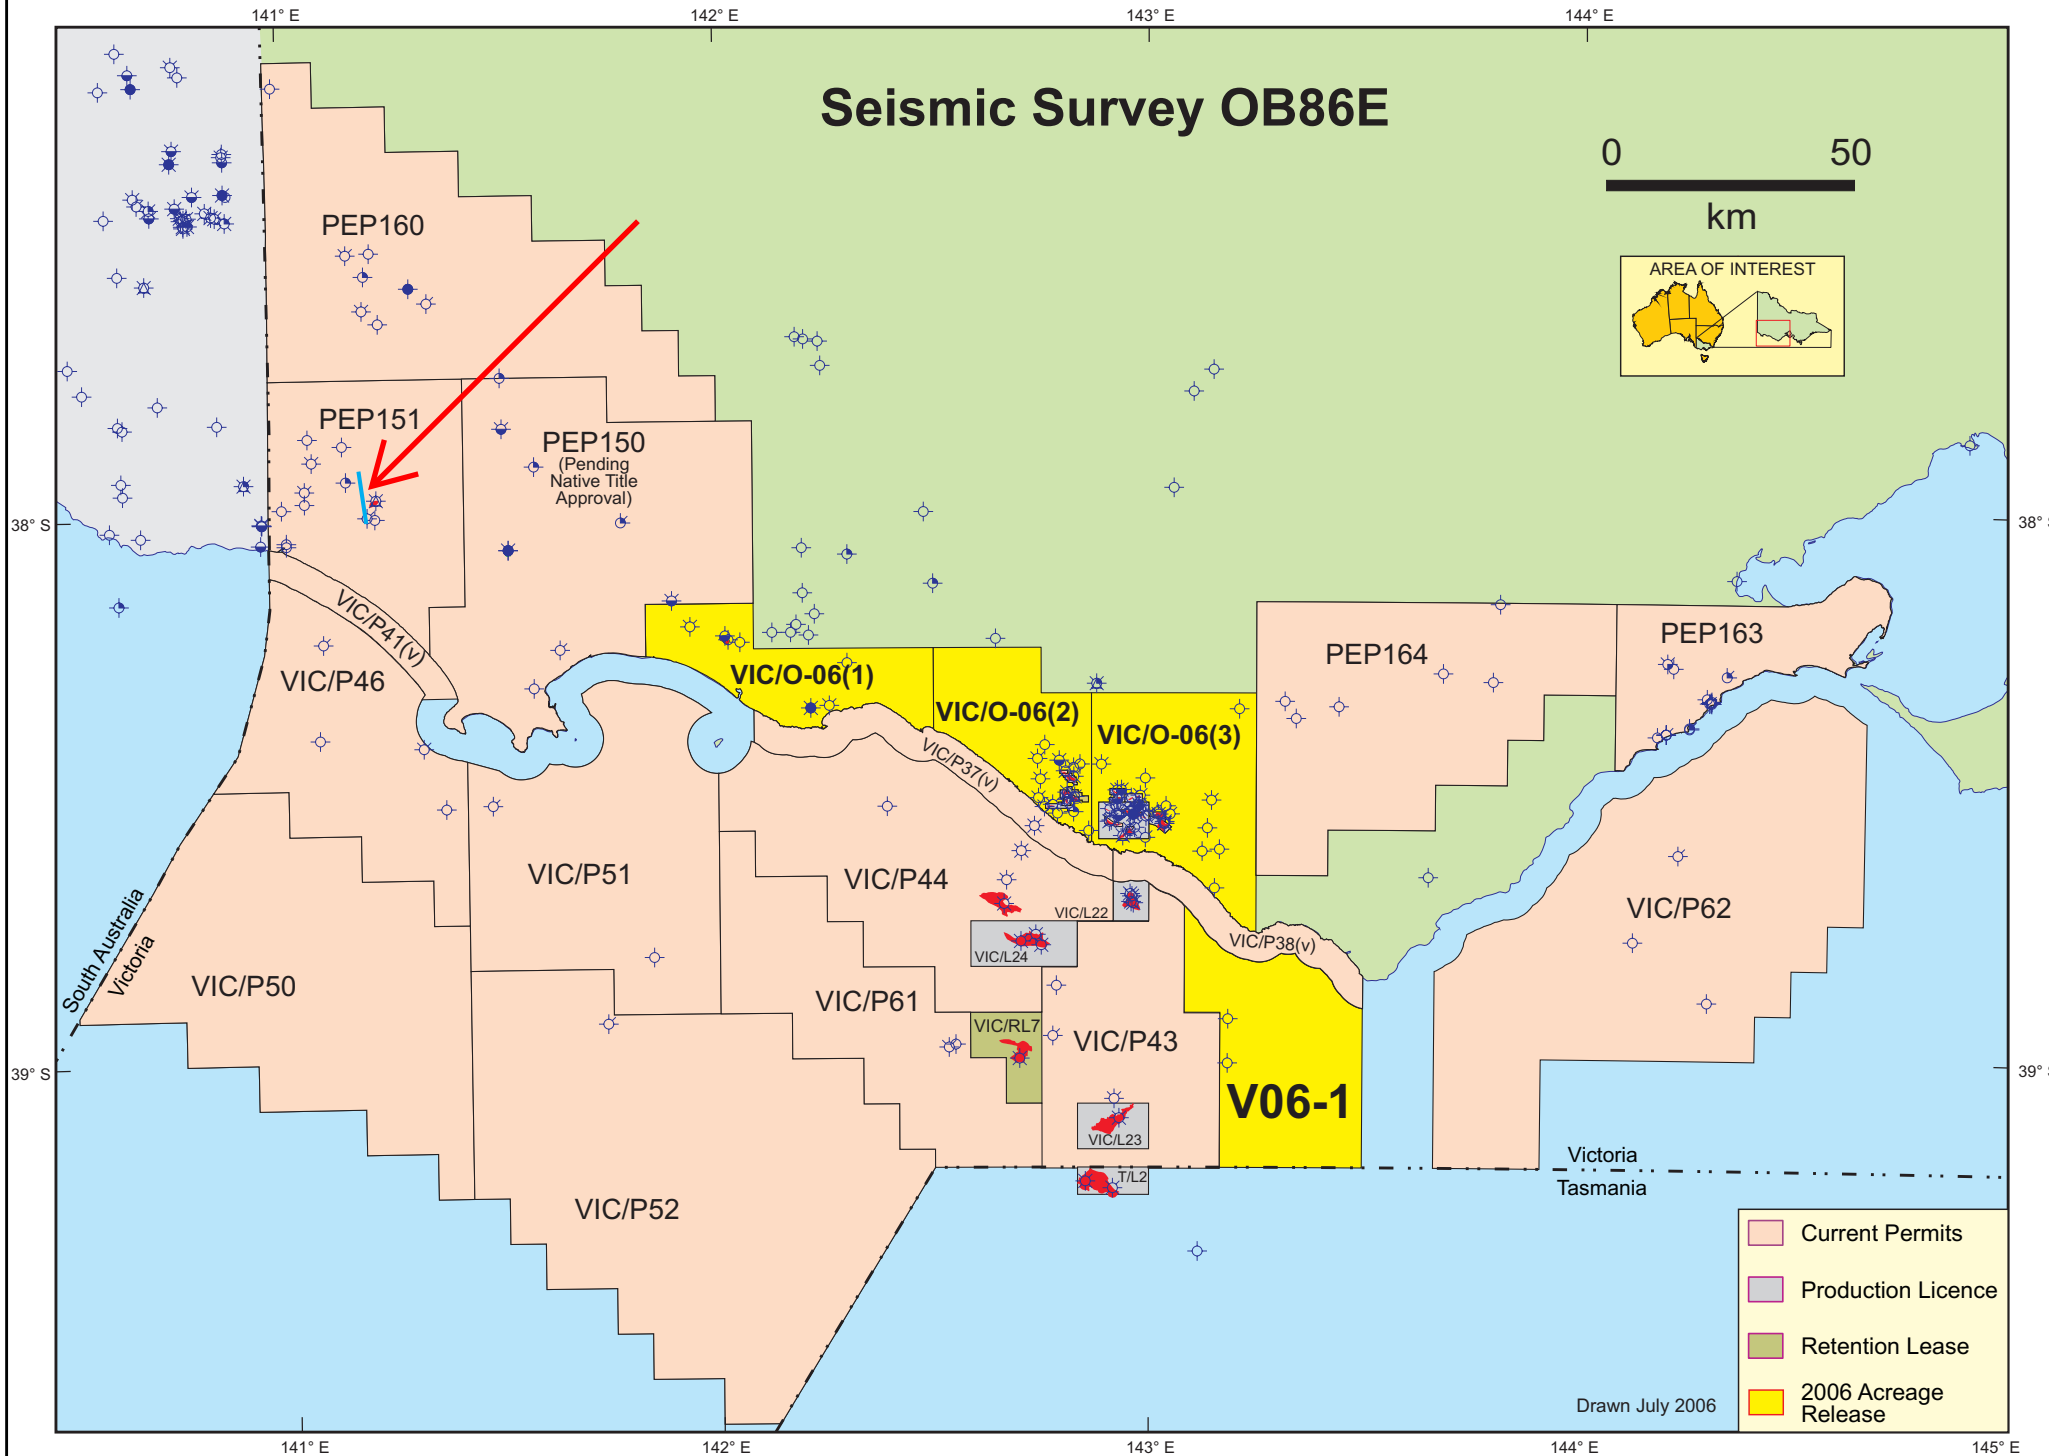 141° E
142° E
143° E
144° E
Seismic Survey OB86E
0 50
km
AREA OF INTEREST
PEP160
PEP151
PEP150
(Pending
Native Title
Approval)
38° S
38° S
VIC/P41(v)
VIC/P46
VIC/O-06(1)
VIC/O-06(2)
VIC/O-06(3)
PEP164
PEP163
VIC/P37(v)
VIC/P51
VIC/P44
VIC/L22
VIC/P62
VIC/P38(v)
VIC/L24
South Australia
Victoria
VIC/P50
VIC/P61
VIC/RL7
VIC/P43
39° S
39° S
V06-1
VIC/L23
T/L2
Victoria
Tasmania
VIC/P52
Current Permits
Production Licence
Retention Lease
2006 Acreage
Release
Drawn July 2006
141° E
142° E
143° E
144° E
145° E